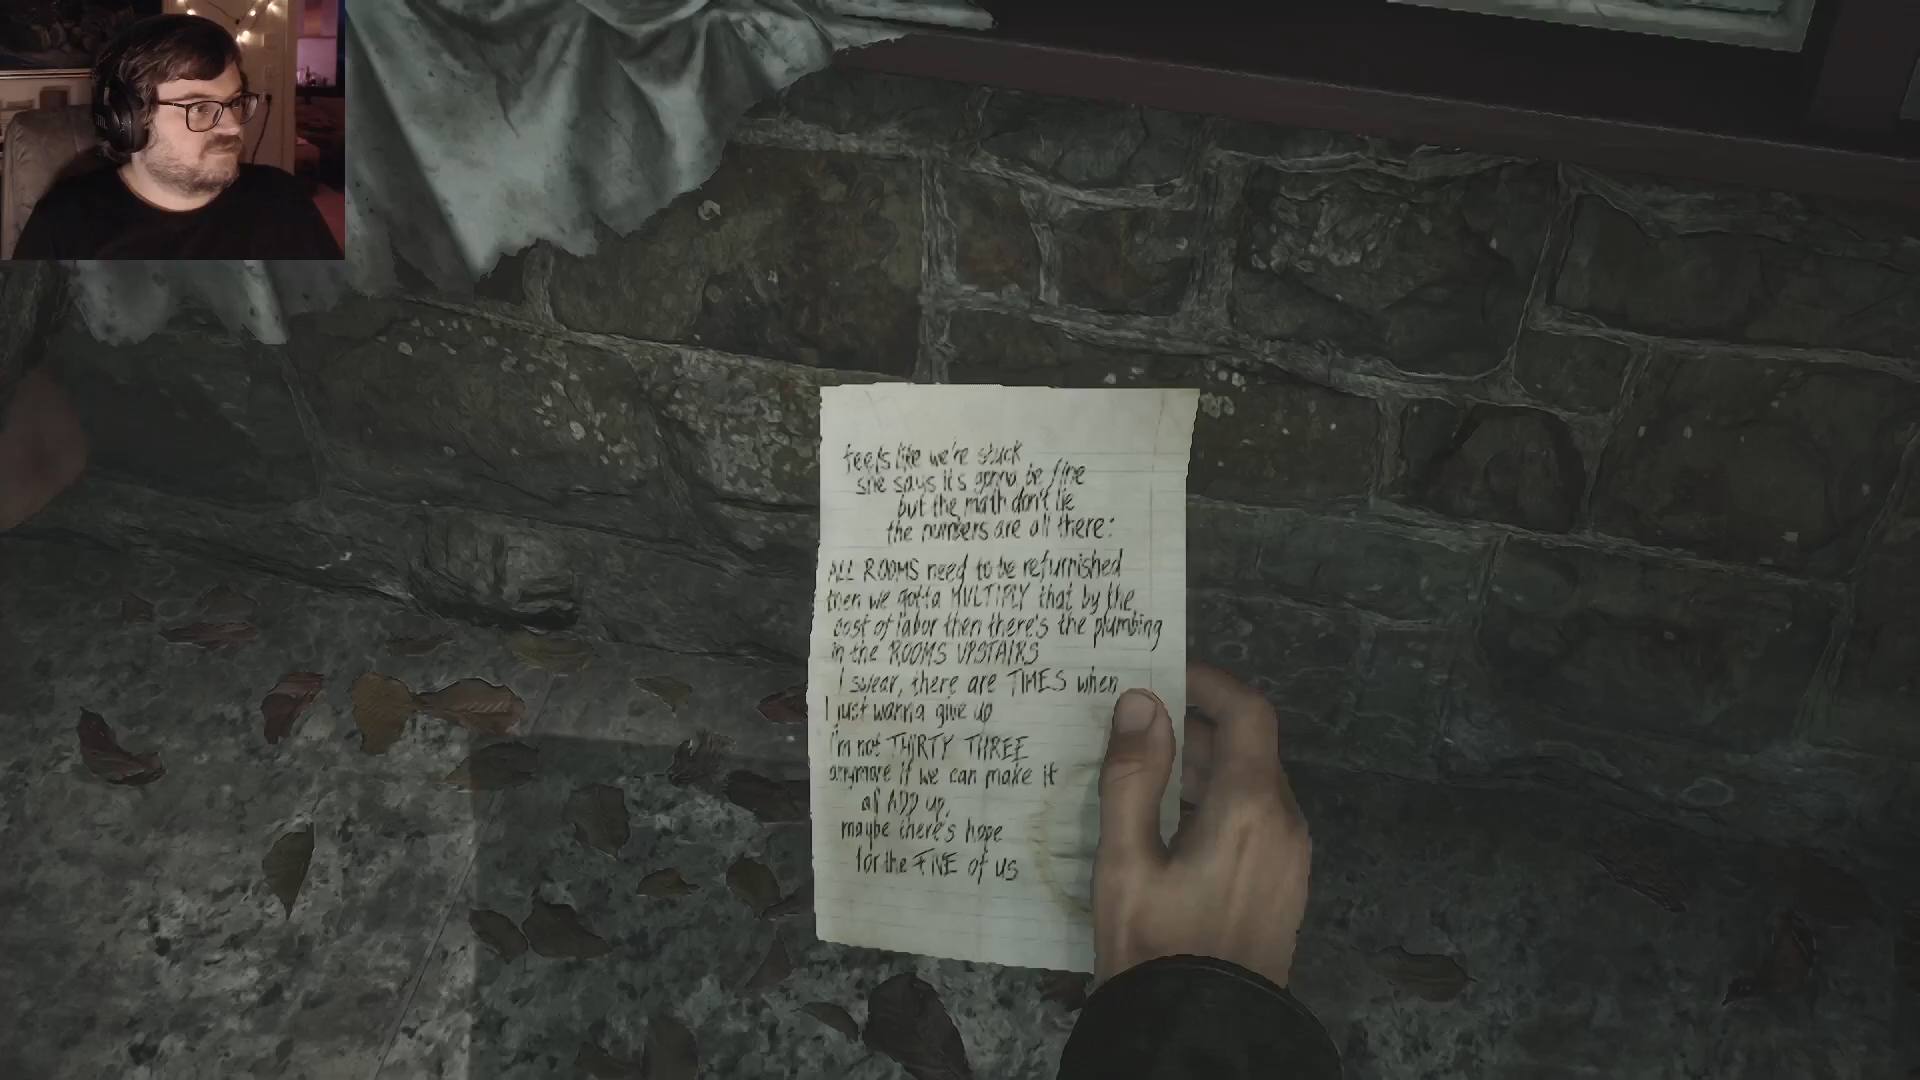 feels like we're stuck
she says it's gonna be fine
but the math don't lie
the numbers are all there:
ALL ROOMS need to be refurnished
then we gotta MULTIPLY that by the
cost of labor then there's the plumbing
in the ROOMS UPSTAIRS
I swear, there are TIMES when
I just wanna give up
I'm not THIRTY THREE
anymore if we can make it
al ADD up,
maybe there's hope
for the FIVE of us